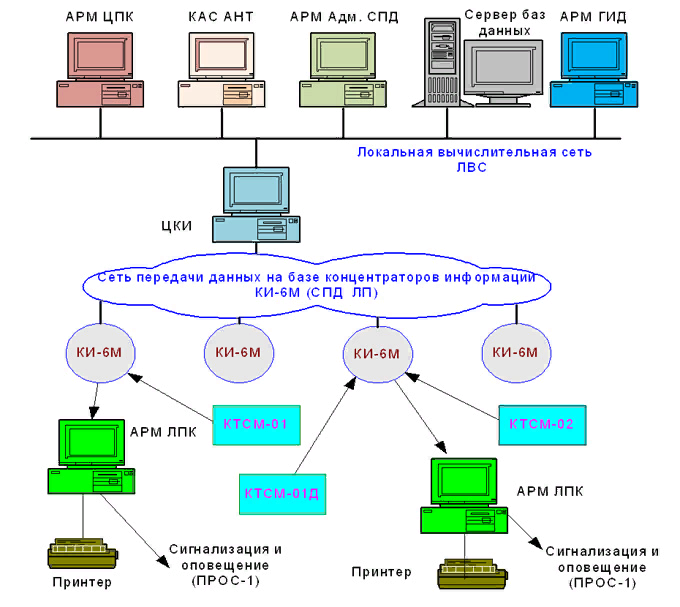 АРМ ЦПК
КАС АНТ
АРМ Адм. СПД
Сервер баз
данных
АРМ ГИД
Локальная вычислительная сеть
ЛВС
ЦКИ
Сеть передачи данных на базе концентраторов информации
КИ-6М (СПД ЛП)
КИ-6М
КИ-6М
КИ-6М
КИ-6М
КТСМ-01
КТСМ-02
АРМ ЛПК
КТСМ-01Д
АРМ ЛПК
Сигнализация и
оповещение
(ПРОС-1)
Принтер
Сигнализация и
оповещение
(ПРОС-1)
Принтер